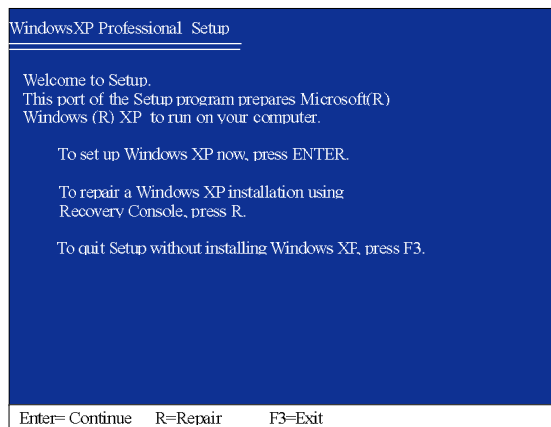 WindowsXP Professional Setup
Welcome to Setup.
This port of the Setup program prepares Microsoft(R)
Windows (R) XP to run on your computer.
To set up Windows XP now, press ENTER.
To repair a Windows XP installation using
Recovery Console, press R.
To quit Setup without installing Windows XP, press F3.
Enter= Continue R=Repair F3=Exit